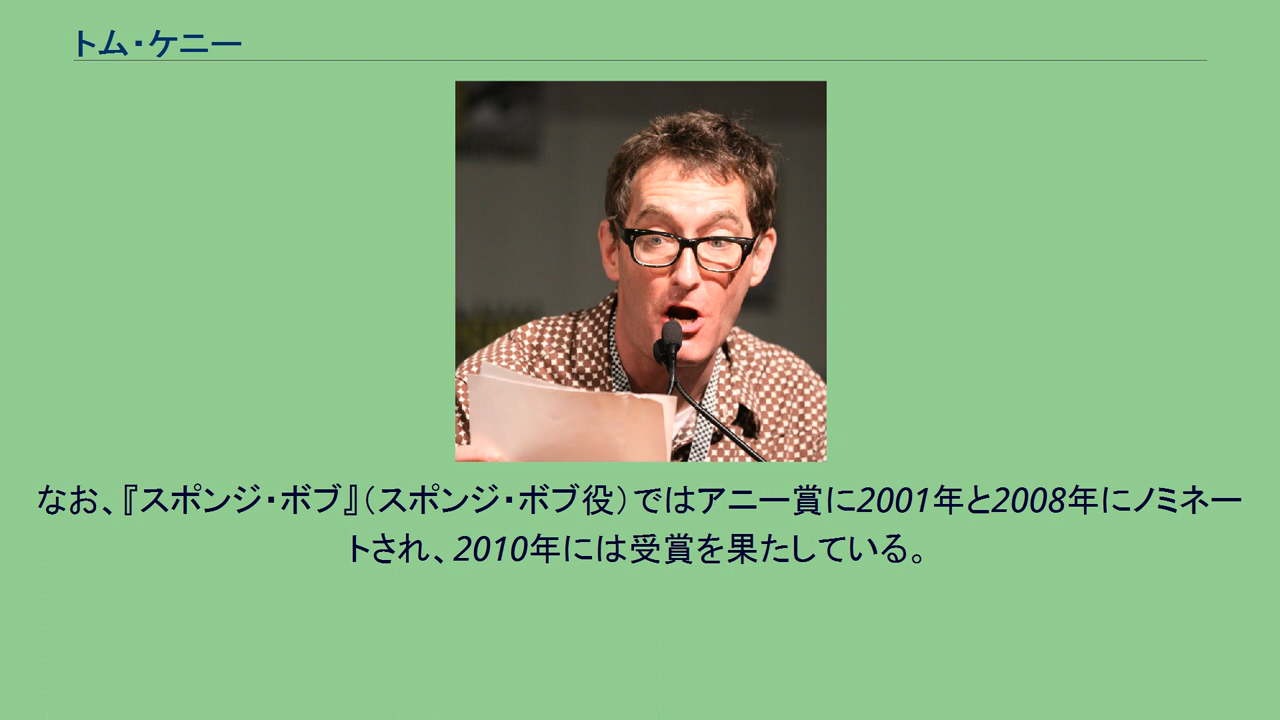 トム・ケニー
なお、『スポンジ・ボブ』（スポンジ・ボブ役）ではアニー賞に2001年と2008年にノミネー
トされ、2010年には受賞を果たしている。